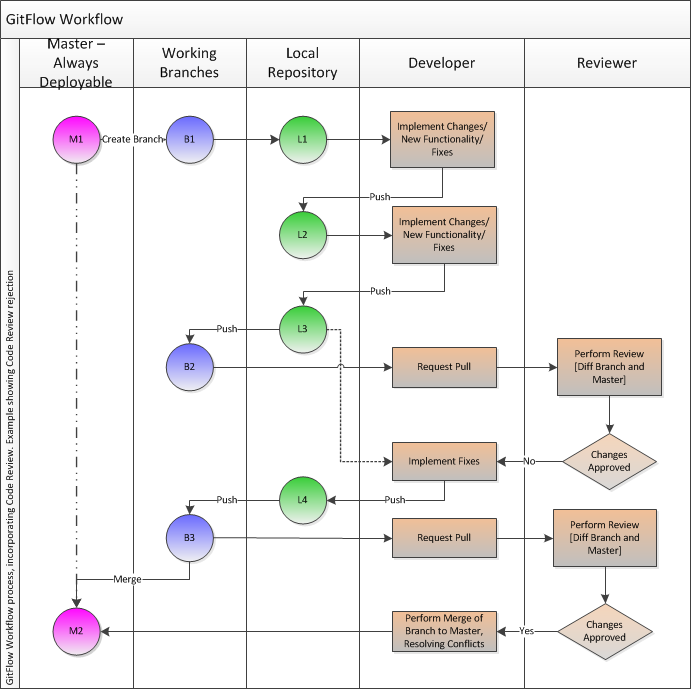 GitFlow Workflow
Master –
Always
Deployable
Working
Branches
Local
Repository
Developer
Reviewer
GitFlow Workflow process, incorporating Code Review. Example showing Code Review rejection
M1
Create Branch
B1
L1
Implement Changes/
New Functionality/
Fixes
Push
L2
Implement Changes/
New Functionality/
Fixes
Push
L3
Push
B2
Request Pull
Perform Review
[Diff Branch and
Master]
Implement Fixes
No
Changes
Approved
Push
L4
Push
B3
Request Pull
Perform Review
[Diff Branch and
Master]
Merge
M2
Perform Merge of
Branch to Master,
Resolving Conflicts
Yes
Changes
Approved